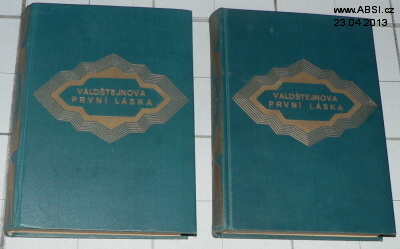 www.ABSI.cz
23.04.2013
VALDŠTEJNOVA
PRVNÍ LÁSKA
VALDŠTEJNOVA
PRVNÍ LÁSKA